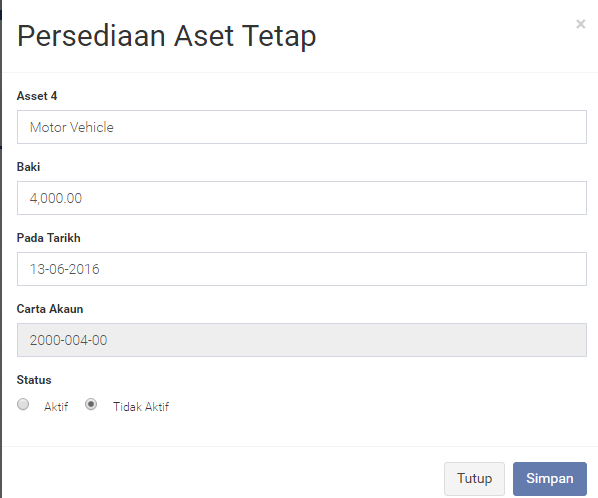 Persediaan Aset Tetap
×
Asset 4
Motor Vehicle
Baki
4,000.00
Pada Tarikh
13-06-2016
Carta Akaun
2000-004-00
Status
Aktif Tidak Aktif
Tutup Simpan